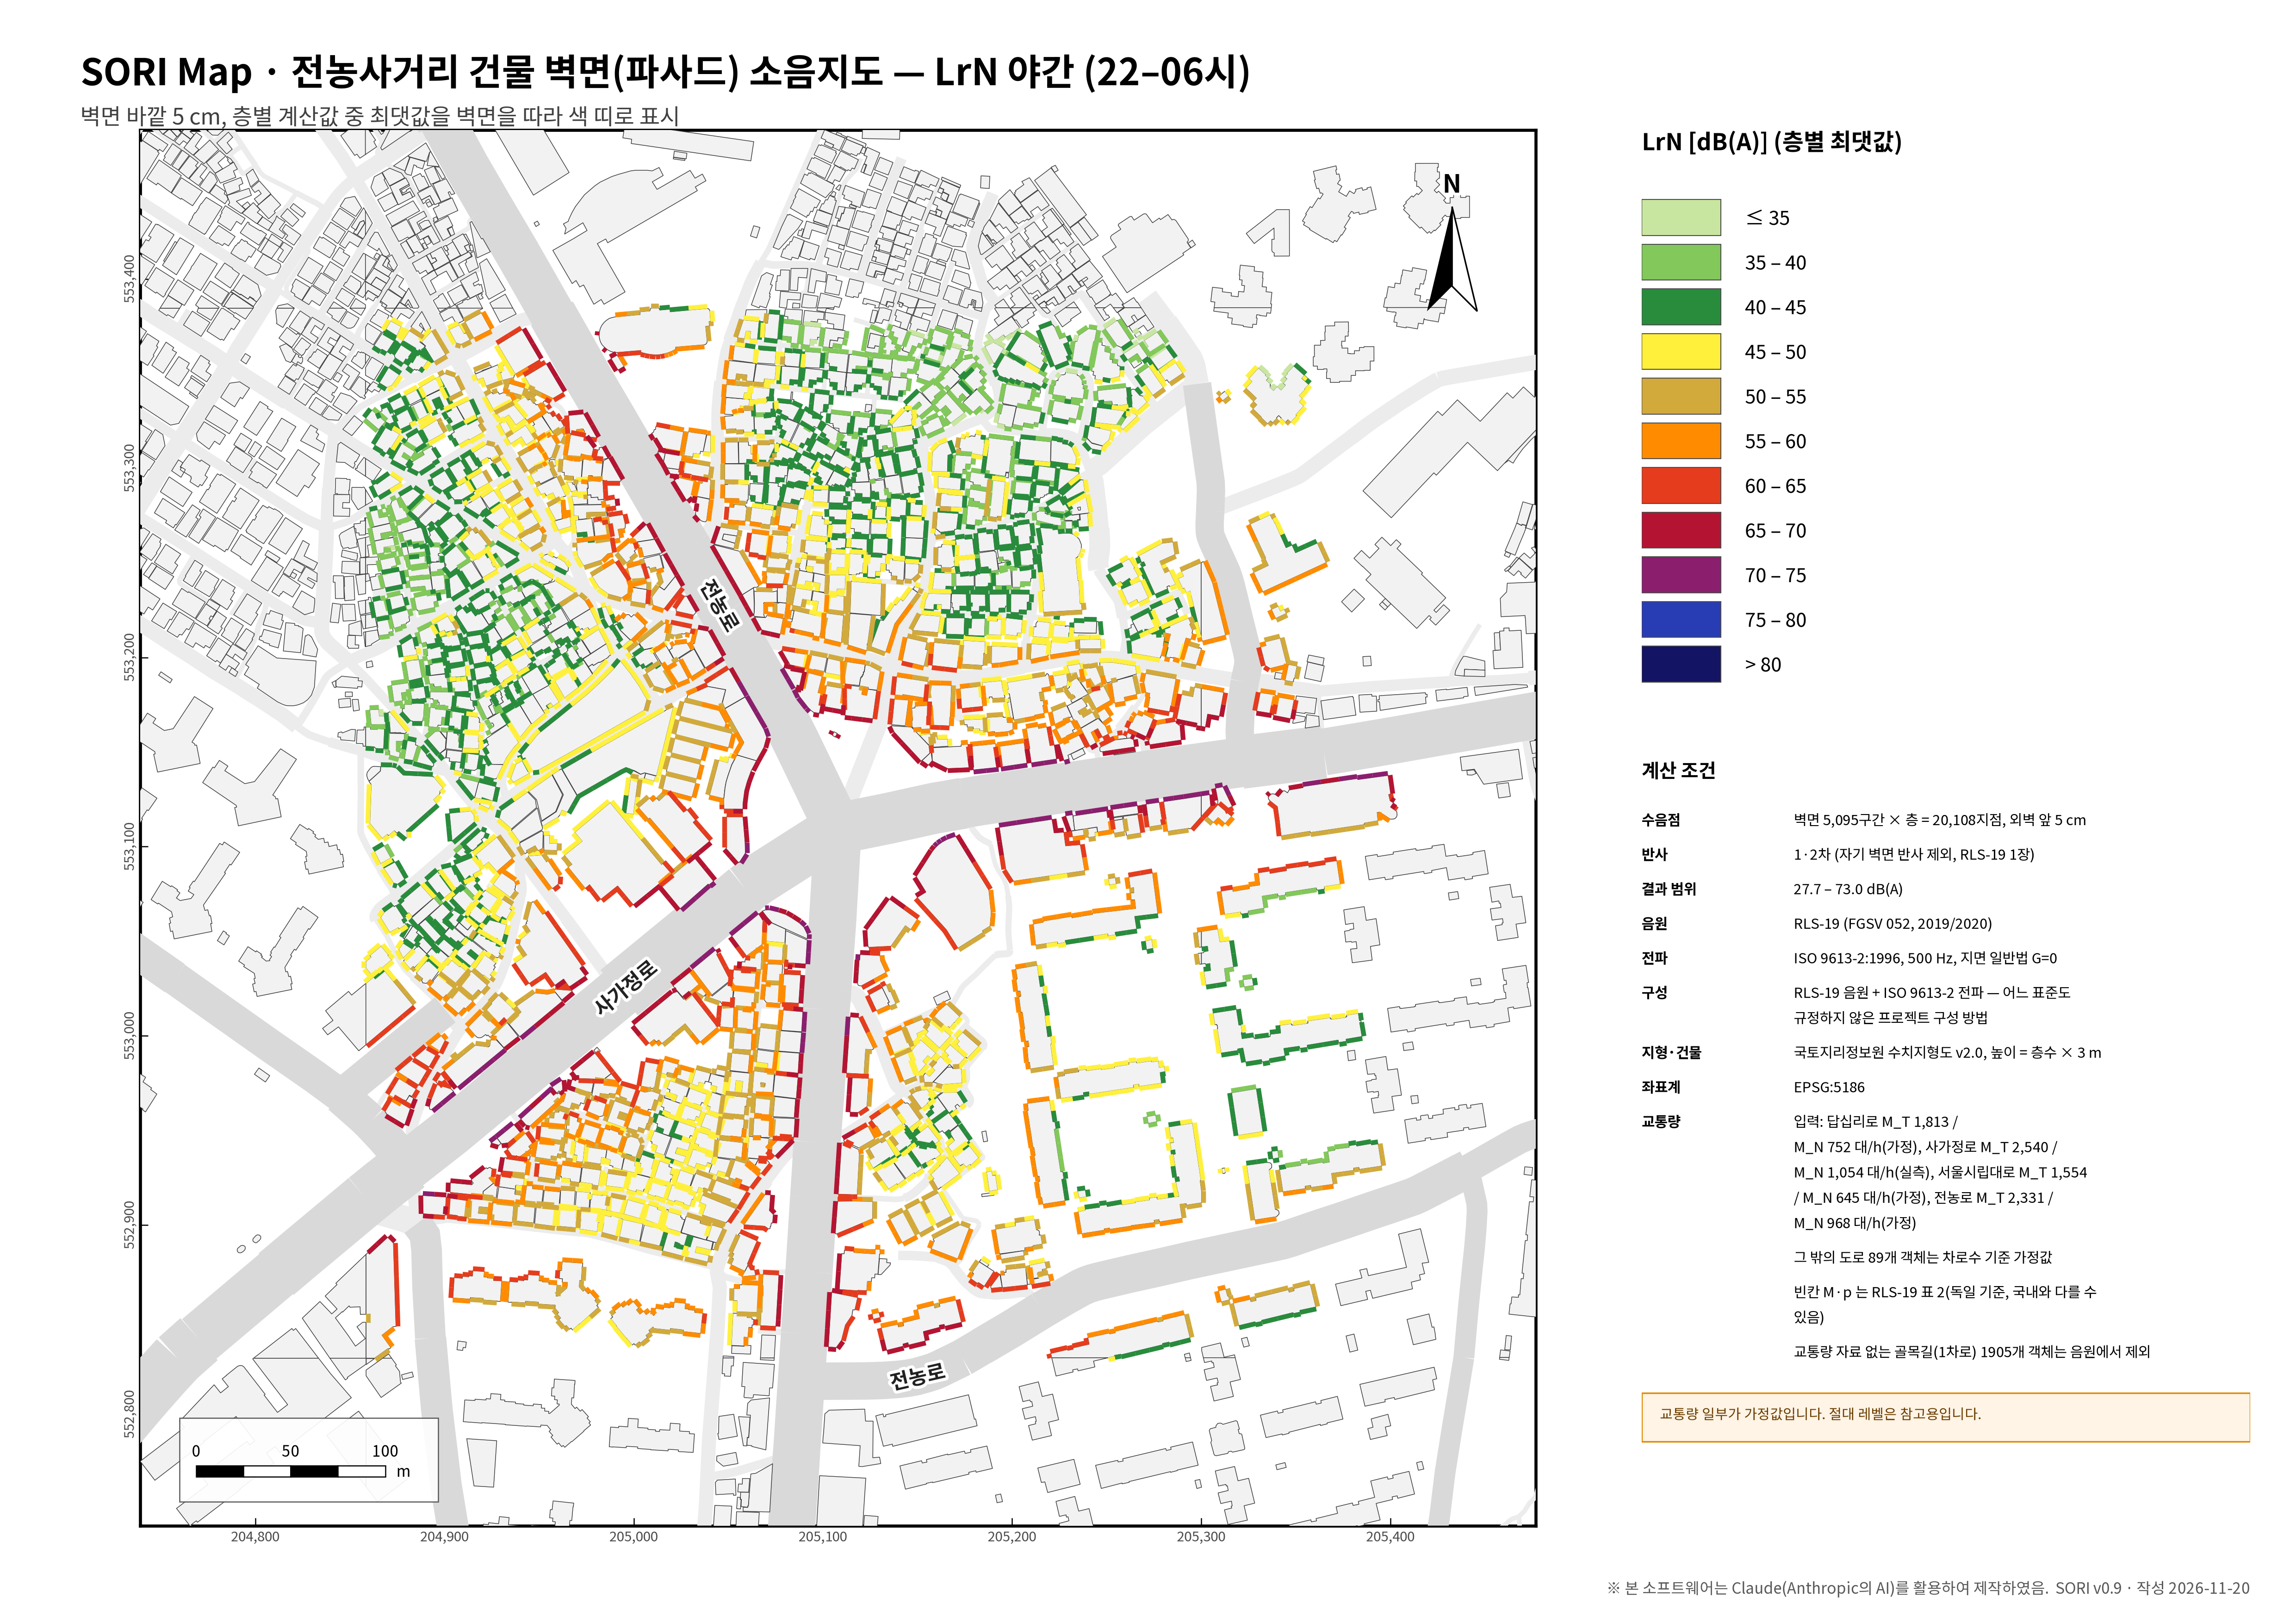 SORI Map · 전농사거리 건물 벽면(파사드) 소음지도 — LrN 야간 (22–06시)
벽면 바깥 5 cm, 층별 계산값 중 최댓값을 벽면을 따라 색 띠로 표시
N
553,400
553,300
553,200
553,100
553,000
552,900
552,800
전농로
사가정로
전농로
0 50 100
m
204,800 204,900 205,000 205,100 205,200 205,300 205,400
LrN [dB(A)] (층별 최댓값)
≤ 35
35 – 40
40 – 45
45 – 50
50 – 55
55 – 60
60 – 65
65 – 70
70 – 75
75 – 80
> 80
계산 조건
수음점 벽면 5,095구간 × 층 = 20,108지점, 외벽 앞 5 cm
반사 1·2차 (자기 벽면 반사 제외, RLS-19 1장)
결과 범위 27.7 – 73.0 dB(A)
음원 RLS-19 (FGSV 052, 2019/2020)
전파 ISO 9613-2:1996, 500 Hz, 지면 일반법 G=0
구성 RLS-19 음원 + ISO 9613-2 전파 — 어느 표준도
규정하지 않은 프로젝트 구성 방법
지형·건물 국토지리정보원 수치지형도 v2.0, 높이 = 층수 × 3 m
좌표계 EPSG:5186
교통량 입력: 답십리로 M_T 1,813 /
M_N 752 대/h(가정), 사가정로 M_T 2,540 /
M_N 1,054 대/h(실측), 서울시립대로 M_T 1,554
/ M_N 645 대/h(가정), 전농로 M_T 2,331 /
M_N 968 대/h(가정)
그 밖의 도로 89개 객체는 차로수 기준 가정값
빈칸 M·p 는 RLS-19 표 2(독일 기준, 국내와 다를 수
있음)
교통량 자료 없는 골목길(1차로) 1905개 객체는 음원에서 제외
교통량 일부가 가정값입니다. 절대 레벨은 참고용입니다.
※ 본 소프트웨어는 Claude(Anthropic의 AI)를 활용하여 제작하였음. SORI v0.9 · 작성 2026-11-20